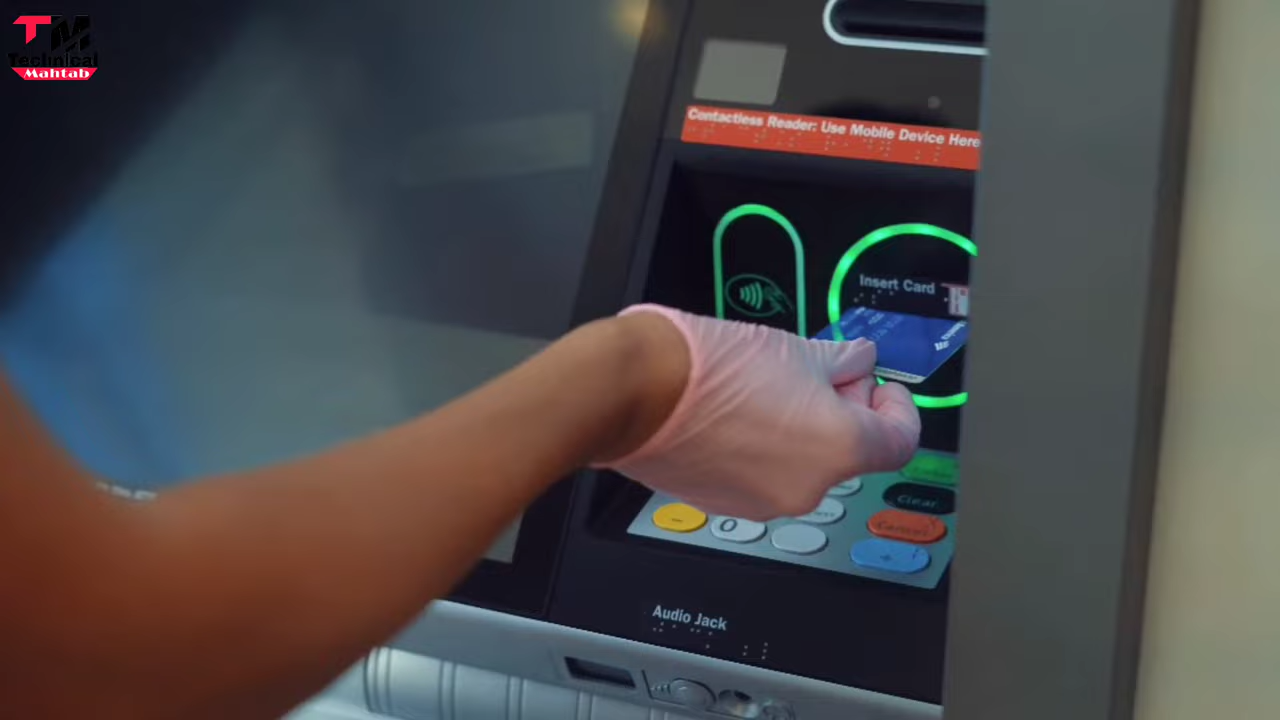 TM
Technical
Mahtab
Contactless Reader: Use Mobile Device Here
Insert Card
Clear
Cancel
0
Audio Jack